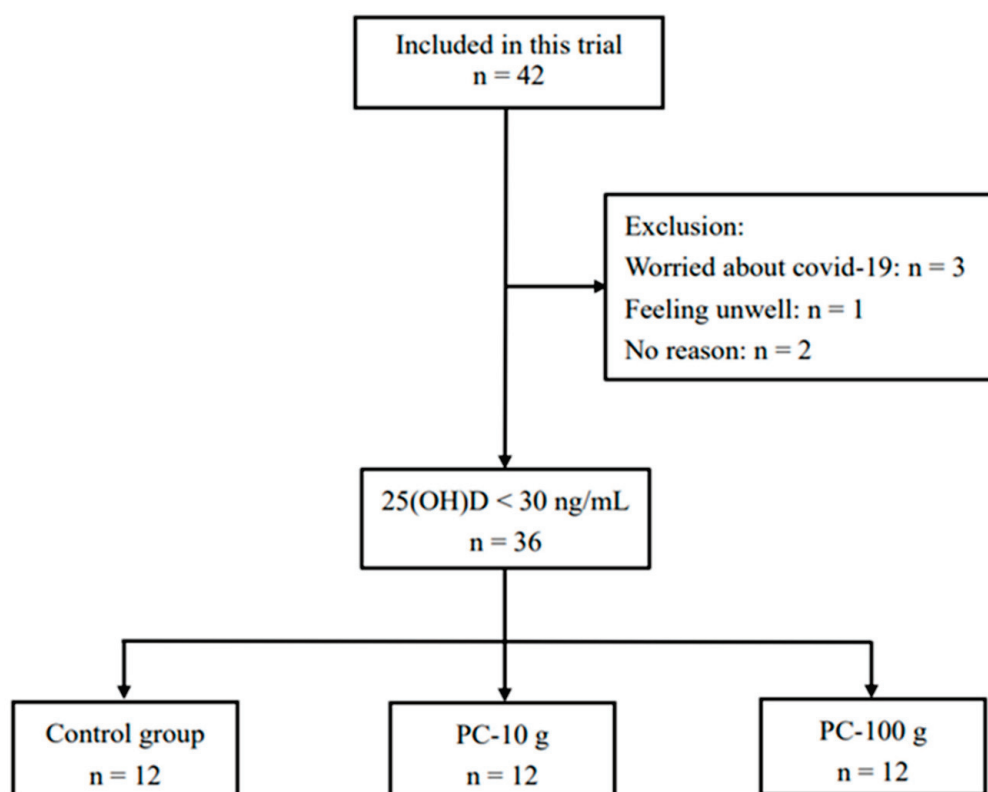 Included in this trial
n = 42
Exclusion:
Worried about covid-19: n = 3
Feeling unwell: n = 1
No reason: n = 2
25(OH)D < 30 ng/mL
n = 36
Control group
n = 12
PC-10 g
n = 12
PC-100 g
n = 12